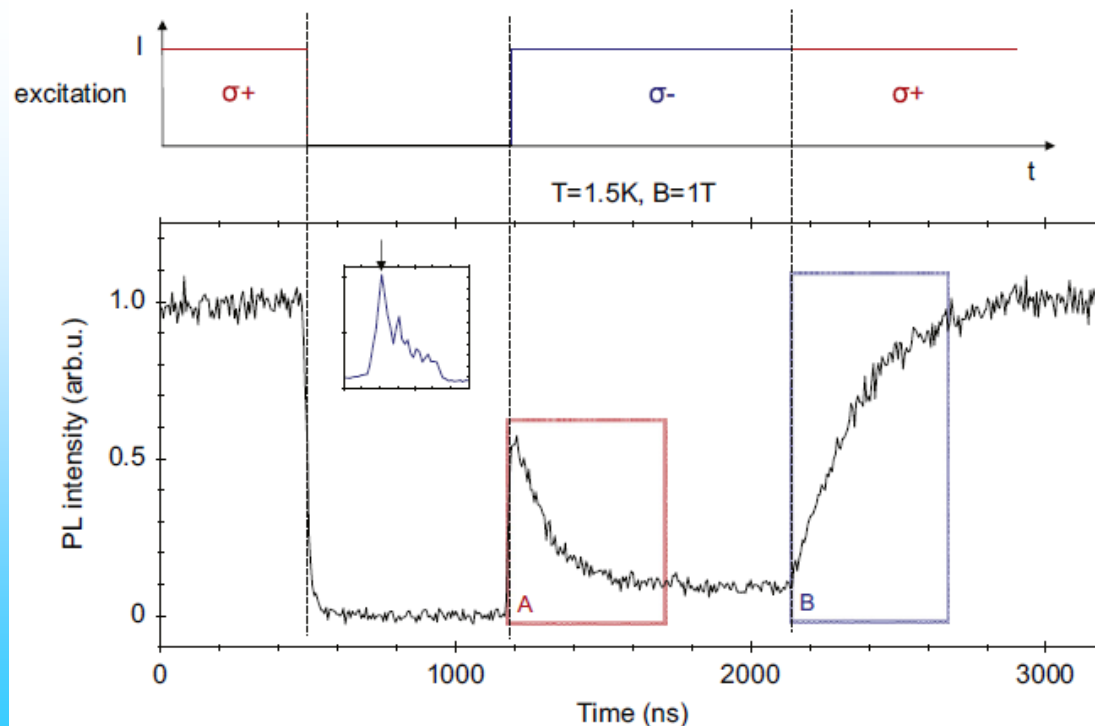 I
excitation
σ+
σ-
σ+
t
T=1.5K, B=1T
PL intensity (arb.u.)
1.0
0.5
0
A
B
0
1000
2000
3000
Time (ns)